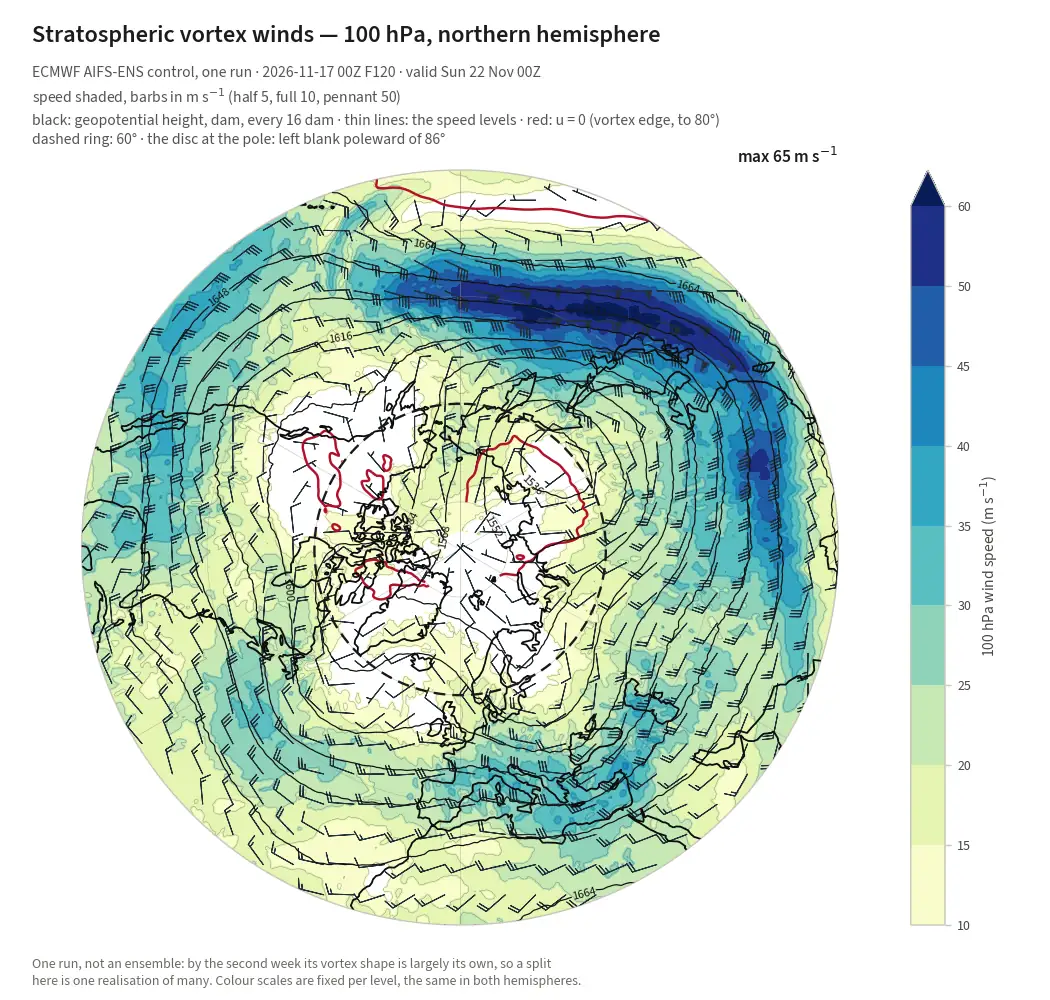 Stratospheric vortex winds — 100 hPa, northern hemisphere
ECMWF AIFS-ENS control, one run · 2026-11-17 00Z F120 · valid Sun 22 Nov 00Z
speed shaded, barbs in m s⁻¹ (half 5, full 10, pennant 50)
black: geopotential height, dam, every 16 dam · thin lines: the speed levels · red: u = 0 (vortex edge, to 80°)
dashed ring: 60° · the disc at the pole: left blank poleward of 86°
max 65 m s⁻¹
1664
1664
1648
1616
1536
1552
1568
1600
1664
60
50
45
40
35
30
25
20
15
10
100 hPa wind speed (m s⁻¹)
One run, not an ensemble: by the second week its vortex shape is largely its own, so a split
here is one realisation of many. Colour scales are fixed per level, the same in both hemispheres.